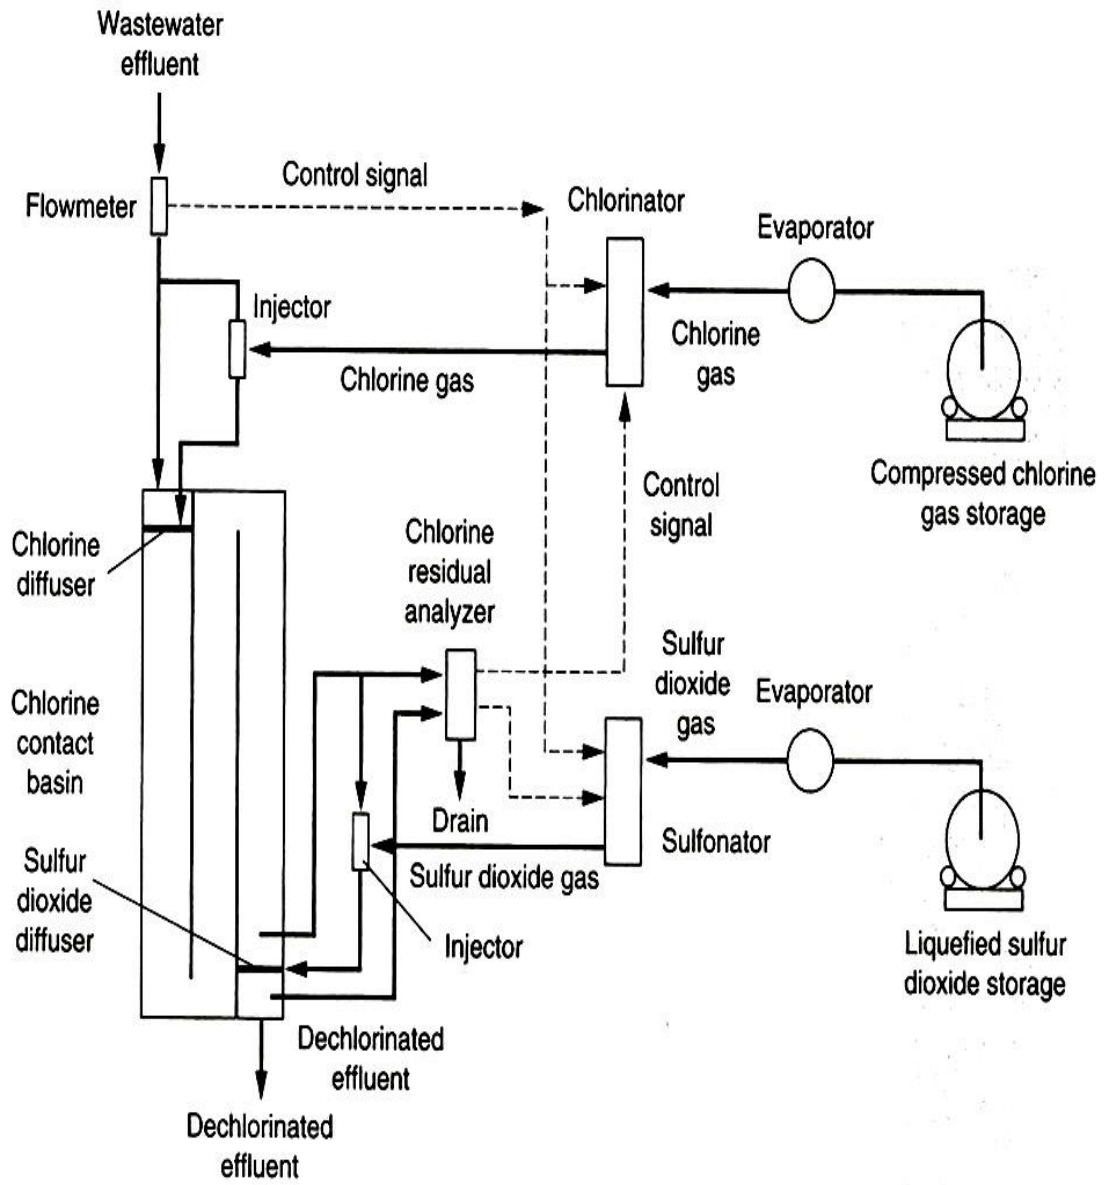 Wastewater
effluent
Flowmeter
Control signal
Chlorinator
Evaporator
Injector
Chlorine gas
Chlorine
gas
Compressed chlorine
gas storage
Control
signal
Chlorine
diffuser
Chlorine
residual
analyzer
Chlorine
contact
basin
Sulfur
dioxide
gas
Evaporator
Drain
Sulfonator
Sulfur
dioxide
diffuser
Sulfur dioxide gas
Injector
Liquefied sulfur
dioxide storage
Dechlorinated
effluent
Dechlorinated
effluent